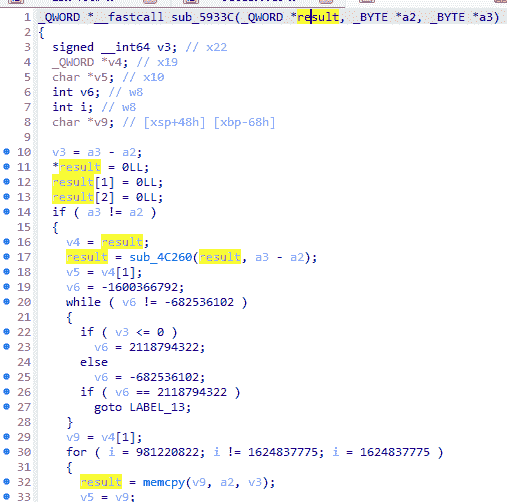 1 _QWORD *__fastcall sub_5933C(_QWORD *result, _BYTE *a2, _BYTE *a3)
2 {
3 signed __int64 v3; // x22
4 _QWORD *v4; // x19
5 char *v5; // x10
6 int v6; // w8
7 int i; // w8
8 char *v9; // [xsp+48h] [xbp-68h]
9
10 v3 = a3 - a2;
11 *result = 0LL;
12 result[1] = 0LL;
13 result[2] = 0LL;
14 if ( a3 != a2 )
15 {
16 v4 = result;
17 result = sub_4C260(result, a3 - a2);
18 v5 = v4[1];
19 v6 = -1600366792;
20 while ( v6 != -682536102 )
21 {
22 if ( v3 <= 0 )
23 v6 = 2118794322;
24 else
25 v6 = -682536102;
26 if ( v6 == 2118794322 )
27 goto LABEL_13;
28 }
29 v9 = v4[1];
30 for ( i = 981220822; i != 1624837775; i = 1624837775 )
31 {
32 result = memcpy(v9, a2, v3);
33 v5 = v9;